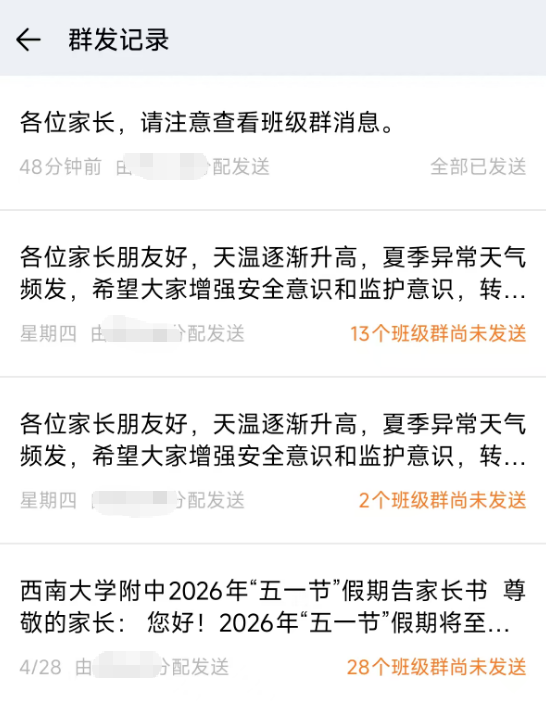 群发记录
各位家长，请注意查看班级群消息。
48分钟前 由 分配发送 全部已发送
各位家长朋友好，天温逐渐升高，夏季异常天气
频发，希望大家增强安全意识和监护意识，转...
星期四 由 分配发送 13个班级群尚未发送
各位家长朋友好，天温逐渐升高，夏季异常天气
频发，希望大家增强安全意识和监护意识，转...
星期四 分配发送 2个班级群尚未发送
西南大学附中2026年“五一节”假期告家长书 尊
敬的家长： 您好！2026年“五一节”假期将至...
4/28 由 分配发送 28个班级群尚未发送